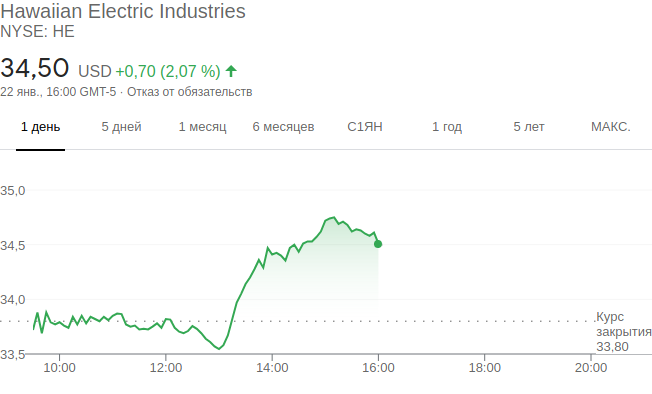 Hawaiian Electric Industries
NYSE: HE
34,50 USD +0,70 (2,07 %)
22 янв., 16:00 GMT-5 · Отказ от обязательств
1 день 5 дней 1 месяц 6 месяцев С1ЯН 1 год 5 лет МАКС.
35,0
34,5
34,0
Курс
закрытия
33,80
33,5
10:00 12:00 14:00 16:00 18:00 20:00